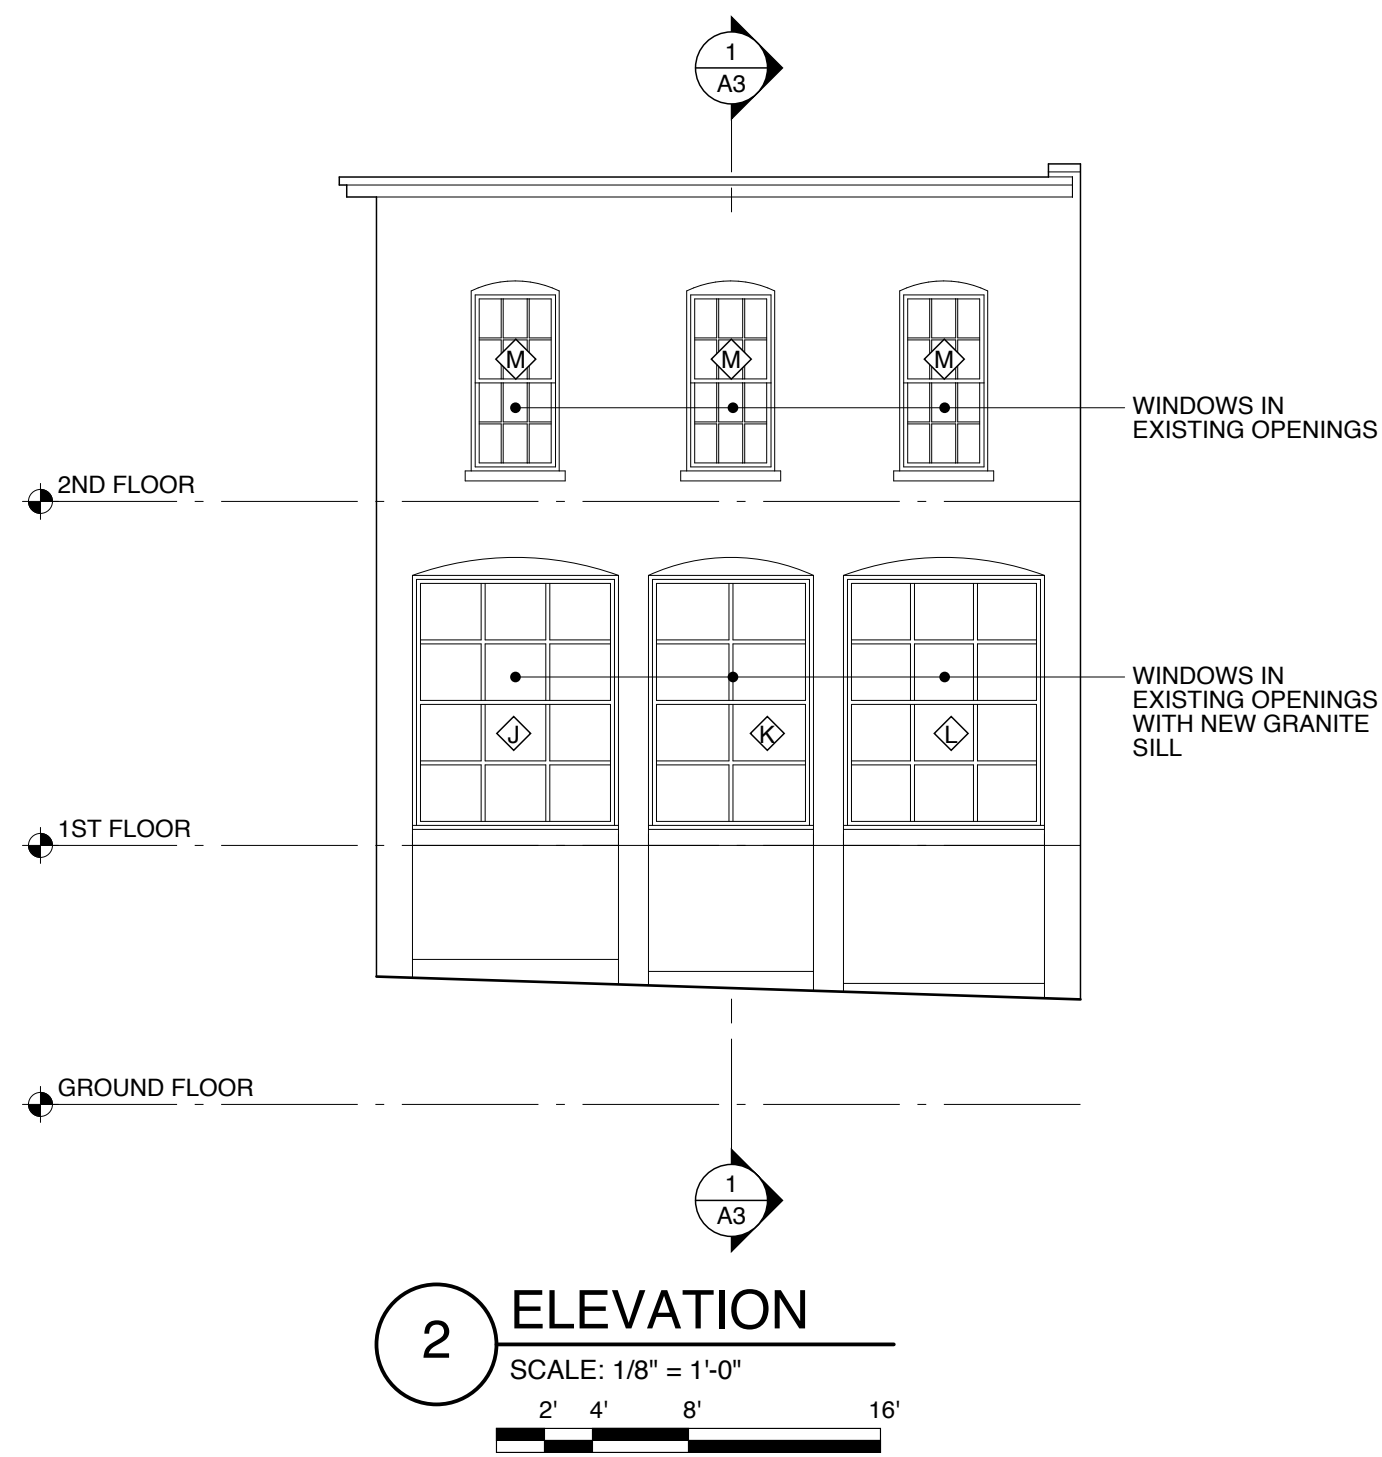 1
A3
M
M
M
WINDOWS IN
EXISTING OPENINGS
2ND FLOOR
WINDOWS IN
EXISTING OPENINGS
WITH NEW GRANITE
SILL
J
K
L
1ST FLOOR
GROUND FLOOR
1
A3
2
ELEVATION
SCALE: 1/8" = 1'-0"
2' 4' 8' 16'